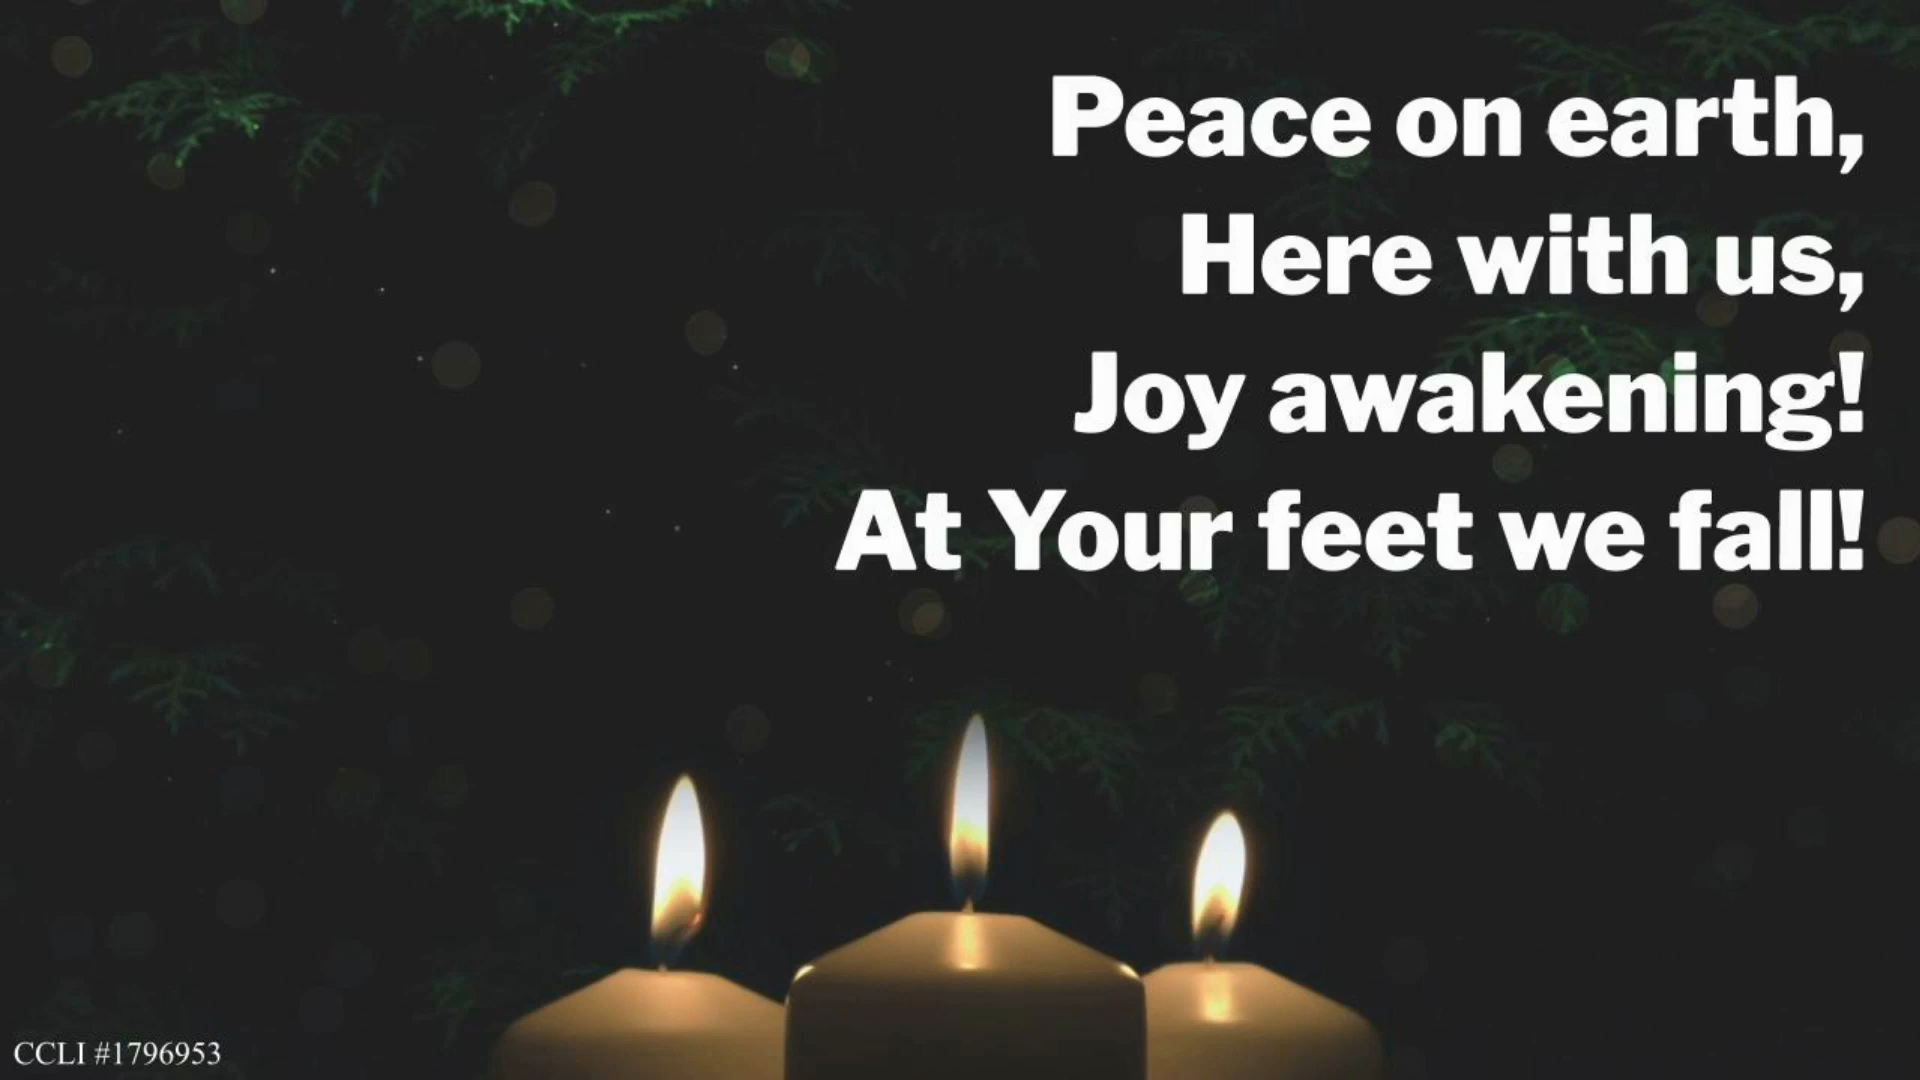 Peace on earth,
Here with us,
Joy awakening!
At Your feet we fall!
CCLI #1796953